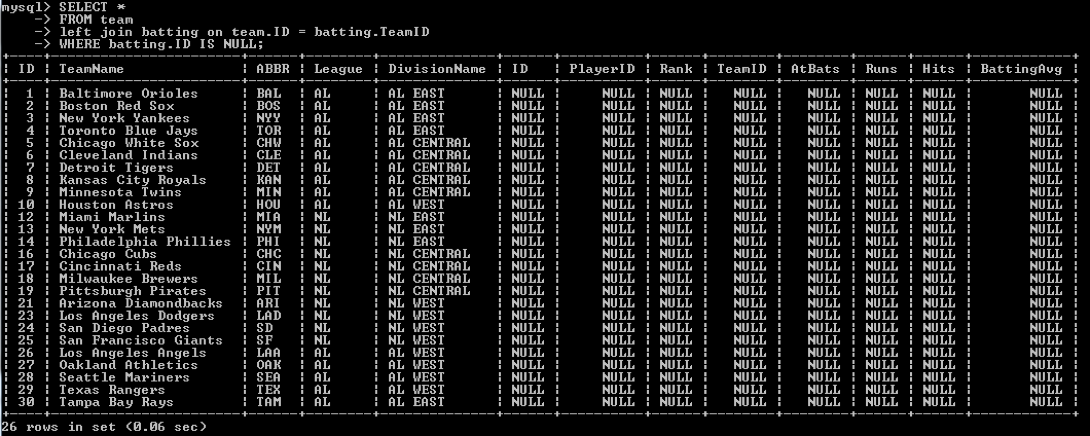 mysql> SELECT *
    -> FROM team
    -> left join batting on team.ID = batting.TeamID
    -> WHERE batting.ID IS NULL;
+----+-----------------------+------+--------+--------------+------+----------+------+--------+--------+------+------+------------+
| ID | TeamName              | ABBR | League | DivisionName | ID   | PlayerID | Rank | TeamID | AtBats | Runs | Hits | BattingAvg |
+----+-----------------------+------+--------+--------------+------+----------+------+--------+--------+------+------+------------+
|  1 | Baltimore Orioles     | BAL  | AL     | AL EAST      | NULL |     NULL | NULL |   NULL |   NULL | NULL | NULL |       NULL |
|  2 | Boston Red Sox        | BOS  | AL     | AL EAST      | NULL |     NULL | NULL |   NULL |   NULL | NULL | NULL |       NULL |
|  3 | New York Yankees      | NYY  | AL     | AL EAST      | NULL |     NULL | NULL |   NULL |   NULL | NULL | NULL |       NULL |
|  4 | Toronto Blue Jays     | TOR  | AL     | AL EAST      | NULL |     NULL | NULL |   NULL |   NULL | NULL | NULL |       NULL |
|  5 | Chicago White Sox     | CHW  | AL     | AL CENTRAL   | NULL |     NULL | NULL |   NULL |   NULL | NULL | NULL |       NULL |
|  6 | Cleveland Indians     | CLE  | AL     | AL CENTRAL   | NULL |     NULL | NULL |   NULL |   NULL | NULL | NULL |       NULL |
|  7 | Detroit Tigers        | DET  | AL     | AL CENTRAL   | NULL |     NULL | NULL |   NULL |   NULL | NULL | NULL |       NULL |
|  8 | Kansas City Royals    | KAN  | AL     | AL CENTRAL   | NULL |     NULL | NULL |   NULL |   NULL | NULL | NULL |       NULL |
|  9 | Minnesota Twins       | MIN  | AL     | AL CENTRAL   | NULL |     NULL | NULL |   NULL |   NULL | NULL | NULL |       NULL |
| 10 | Houston Astros        | HOU  | AL     | AL WEST      | NULL |     NULL | NULL |   NULL |   NULL | NULL | NULL |       NULL |
| 12 | Miami Marlins         | MIA  | NL     | NL EAST      | NULL |     NULL | NULL |   NULL |   NULL | NULL | NULL |       NULL |
| 13 | New York Mets         | NYM  | NL     | NL EAST      | NULL |     NULL | NULL |   NULL |   NULL | NULL | NULL |       NULL |
| 14 | Philadelphia Phillies | PHI  | NL     | NL EAST      | NULL |     NULL | NULL |   NULL |   NULL | NULL | NULL |       NULL |
| 16 | Chicago Cubs          | CHC  | NL     | NL CENTRAL   | NULL |     NULL | NULL |   NULL |   NULL | NULL | NULL |       NULL |
| 17 | Cincinnati Reds       | CIN  | NL     | NL CENTRAL   | NULL |     NULL | NULL |   NULL |   NULL | NULL | NULL |       NULL |
| 18 | Milwaukee Brewers     | MIL  | NL     | NL CENTRAL   | NULL |     NULL | NULL |   NULL |   NULL | NULL | NULL |       NULL |
| 19 | Pittsburgh Pirates    | PIT  | NL     | NL CENTRAL   | NULL |     NULL | NULL |   NULL |   NULL | NULL | NULL |       NULL |
| 21 | Arizona Diamondbacks  | ARI  | NL     | NL WEST      | NULL |     NULL | NULL |   NULL |   NULL | NULL | NULL |       NULL |
| 23 | Los Angeles Dodgers   | LAD  | NL     | NL WEST      | NULL |     NULL | NULL |   NULL |   NULL | NULL | NULL |       NULL |
| 24 | San Diego Padres      | SD   | NL     | NL WEST      | NULL |     NULL | NULL |   NULL |   NULL | NULL | NULL |       NULL |
| 25 | San Francisco Giants  | SF   | NL     | NL WEST      | NULL |     NULL | NULL |   NULL |   NULL | NULL | NULL |       NULL |
| 26 | Los Angeles Angels    | LAA  | AL     | AL WEST      | NULL |     NULL | NULL |   NULL |   NULL | NULL | NULL |       NULL |
| 27 | Oakland Athletics     | OAK  | AL     | AL WEST      | NULL |     NULL | NULL |   NULL |   NULL | NULL | NULL |       NULL |
| 28 | Seattle Mariners      | SEA  | AL     | AL WEST      | NULL |     NULL | NULL |   NULL |   NULL | NULL | NULL |       NULL |
| 29 | Texas Rangers         | TEX  | AL     | AL WEST      | NULL |     NULL | NULL |   NULL |   NULL | NULL | NULL |       NULL |
| 30 | Tampa Bay Rays        | TAM  | AL     | AL EAST      | NULL |     NULL | NULL |   NULL |   NULL | NULL | NULL |       NULL |
+----+-----------------------+------+--------+--------------+------+----------+------+--------+--------+------+------+------------+
26 rows in set (0.06 sec)